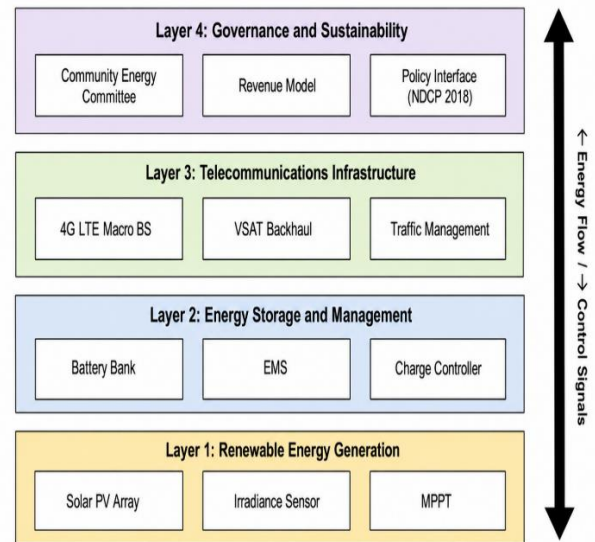 Layer 4: Governance and Sustainability
Community Energy
Committee
Revenue Model
Policy Interface
(NDCP 2018)
Layer 3: Telecommunications Infrastructure
4G LTE Macro BS
VSAT Backhaul
Traffic Management
Layer 2: Energy Storage and Management
Battery Bank
EMS
Charge Controller
Layer 1: Renewable Energy Generation
Solar PV Array
Irradiance Sensor
MPPT
← Energy Flow / → Control Signals